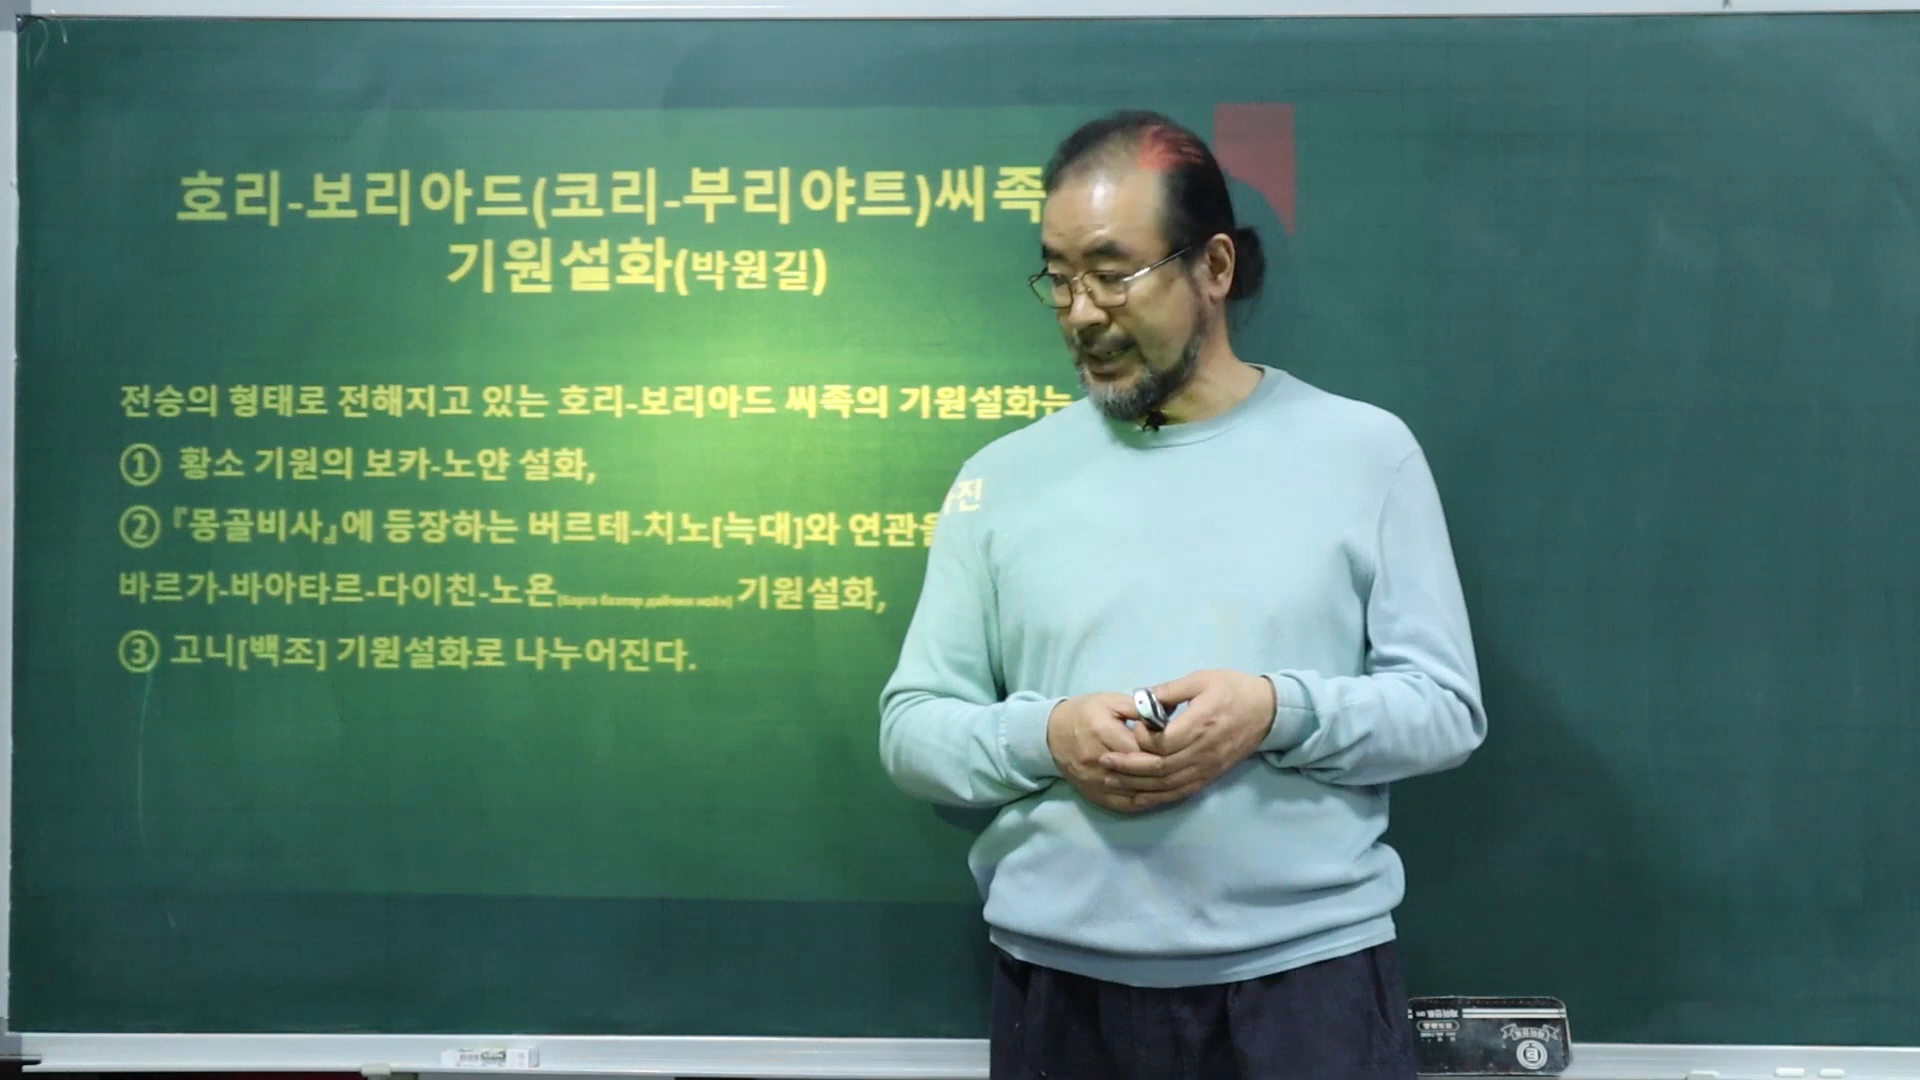 호리-보리아드(코리-부리야트)씨족
기원설화(박원길)
전승의 형태로 전해지고 있는 호리-보리아드 씨족의 기원설화는
① 황소 기원의 보카-노얀 설화,
②『몽골비사』에 등장하는 버르테-치노[늑대]와 연관을
바르가-바아타르-다이친-노욘 기원설화,
③ 고니[백조] 기원설화로 나누어진다.